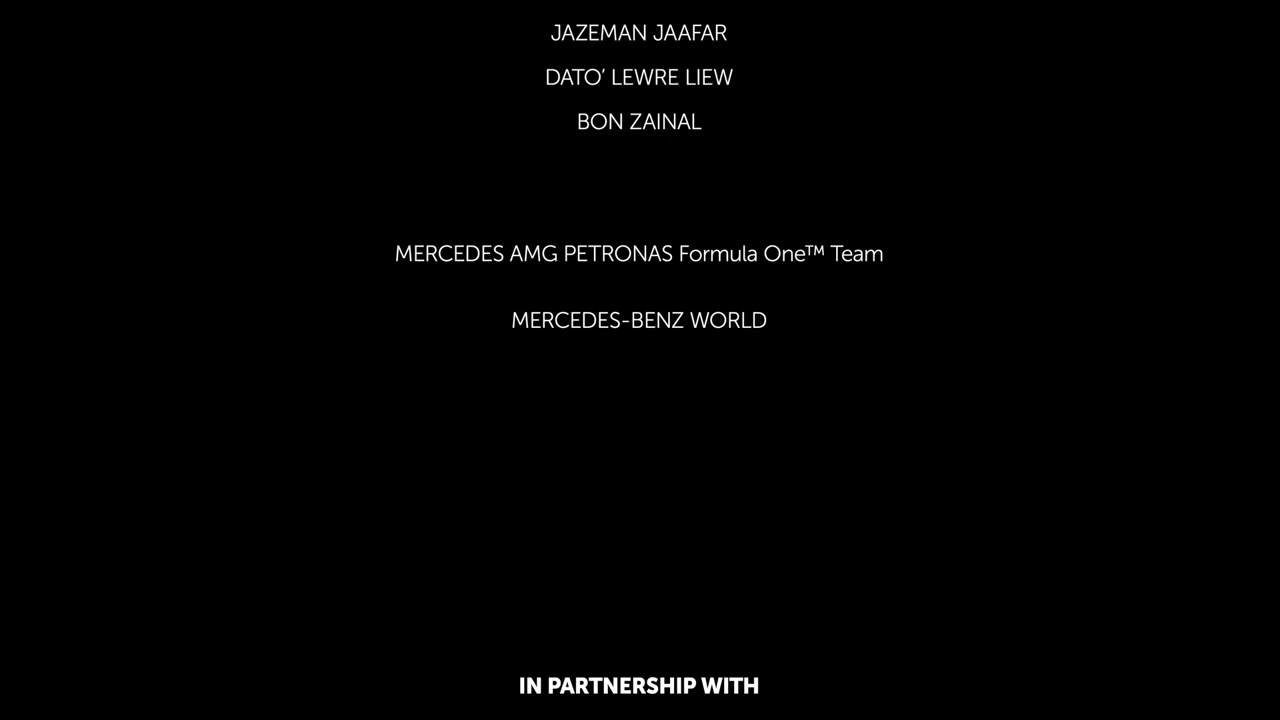 JAZEMAN JAAFAR
DATO’ LEWRE LIEW
BON ZAINAL
MERCEDES AMG PETRONAS Formula One™ Team
MERCEDES-BENZ WORLD
IN PARTNERSHIP WITH